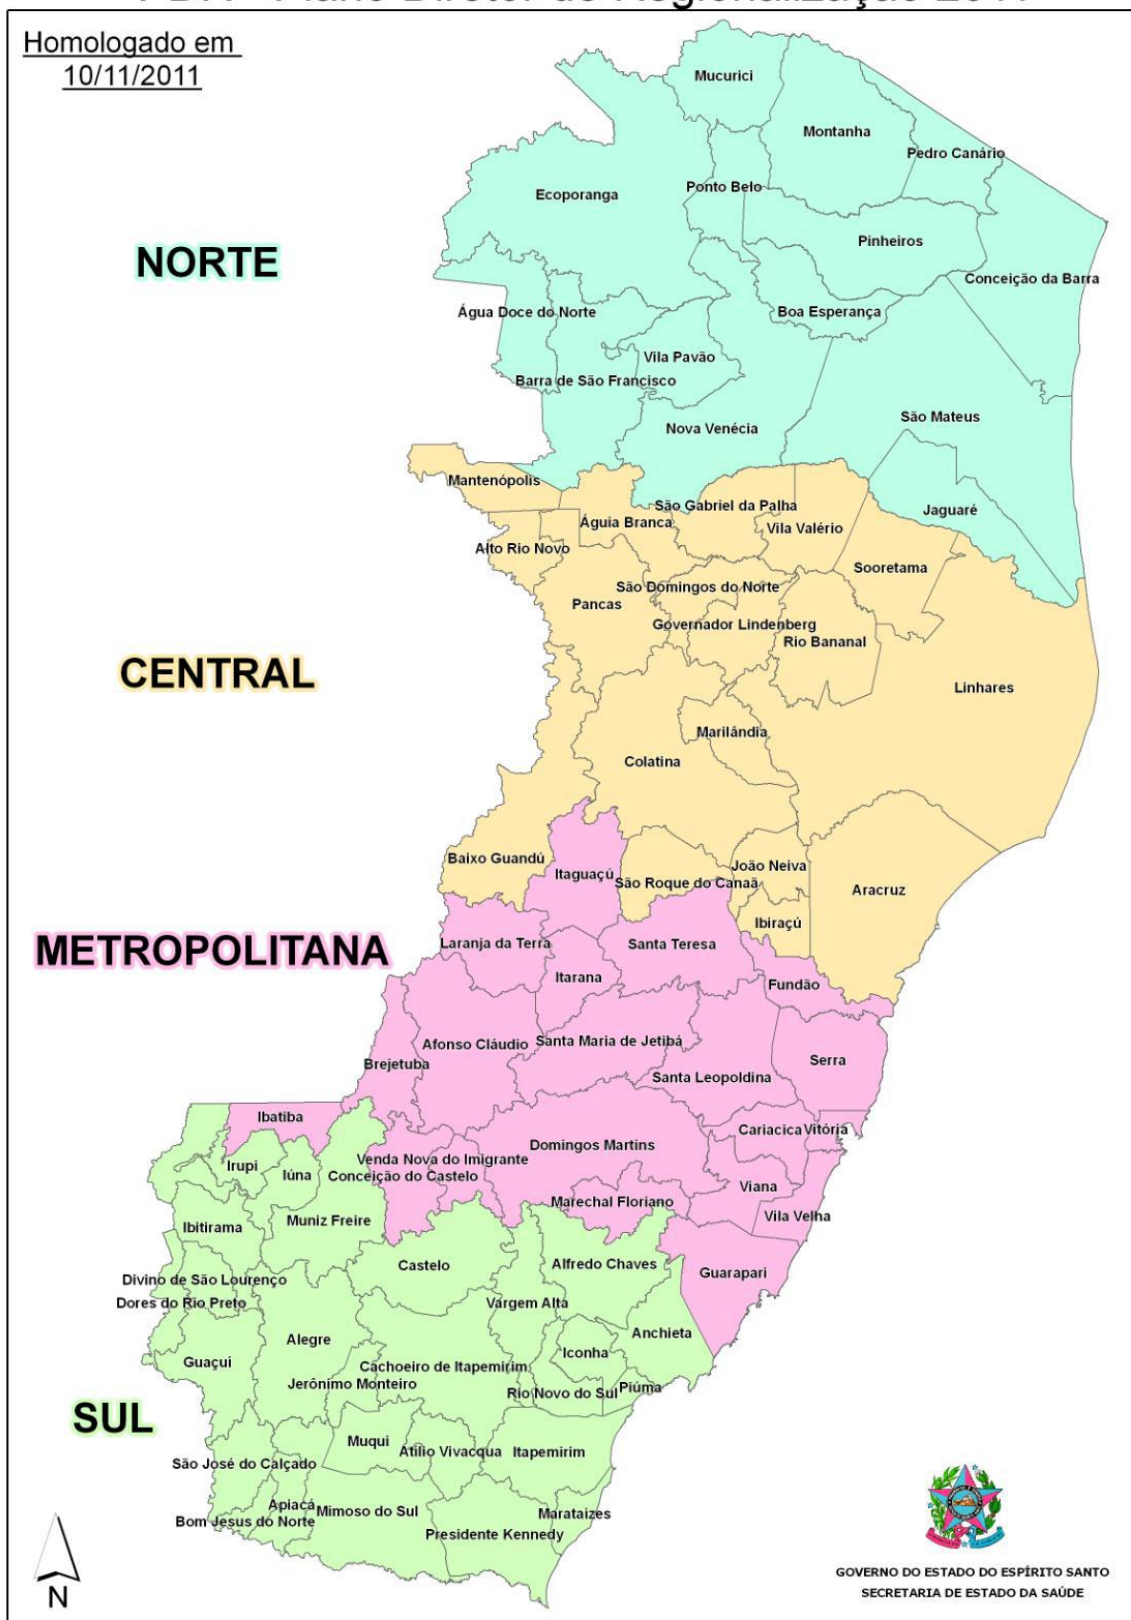 Homologado em
10/11/2011
NORTE
Mucurici
Montanha
Pedro Canário
Ecoporanga
Ponto Belo
Pinheiros
Conceição da Barra
Água Doce do Norte
Boa Esperança
Vila Pavão
Barra de São Francisco
São Mateus
Nova Venécia
Jaguaré
CENTRAL
Mantenópolis
São Gabriel da Palha
Águia Branca
Vila Valério
Alto Rio Novo
Sooretama
São Domingos do Norte
Pancas
Governador Lindenberg
Rio Bananal
Linhares
Marilândia
Colatina
Baixo Guandú
João Neiva
São Roque do Canaã
Aracruz
Ibiraçú
METROPOLITANA
Itaguaçú
Laranja da Terra
Santa Teresa
Itarana
Fundão
Afonso Cláudio
Santa Maria de Jetibá
Brejetuba
Serra
Santa Leopoldina
Ibatiba
Cariacica
Vitória
Domingos Martins
Venda Nova do Imigrante
Conceição do Castelo
Viana
Marechal Floriano
Vila Velha
Guarapari
SUL
Irupi
Iúna
Ibitirama
Muniz Freire
Castelo
Alfredo Chaves
Divino de São Lourenço
Dores do Rio Preto
Vargem Alta
Anchieta
Alegre
Iconha
Guaçui
Cachoeiro de Itapemirim
Jerônimo Monteiro
Rio Novo do Sul
Piúma
Muqui
Atilio Vivacqua
Itapemirim
São José do Calçado
Apiacá
Mimoso do Sul
Marataizes
Bom Jesus do Norte
Presidente Kennedy
N
GOVERNO DO ESTADO DO ESPÍRITO SANTO
SECRETARIA DE ESTADO DA SAÚDE